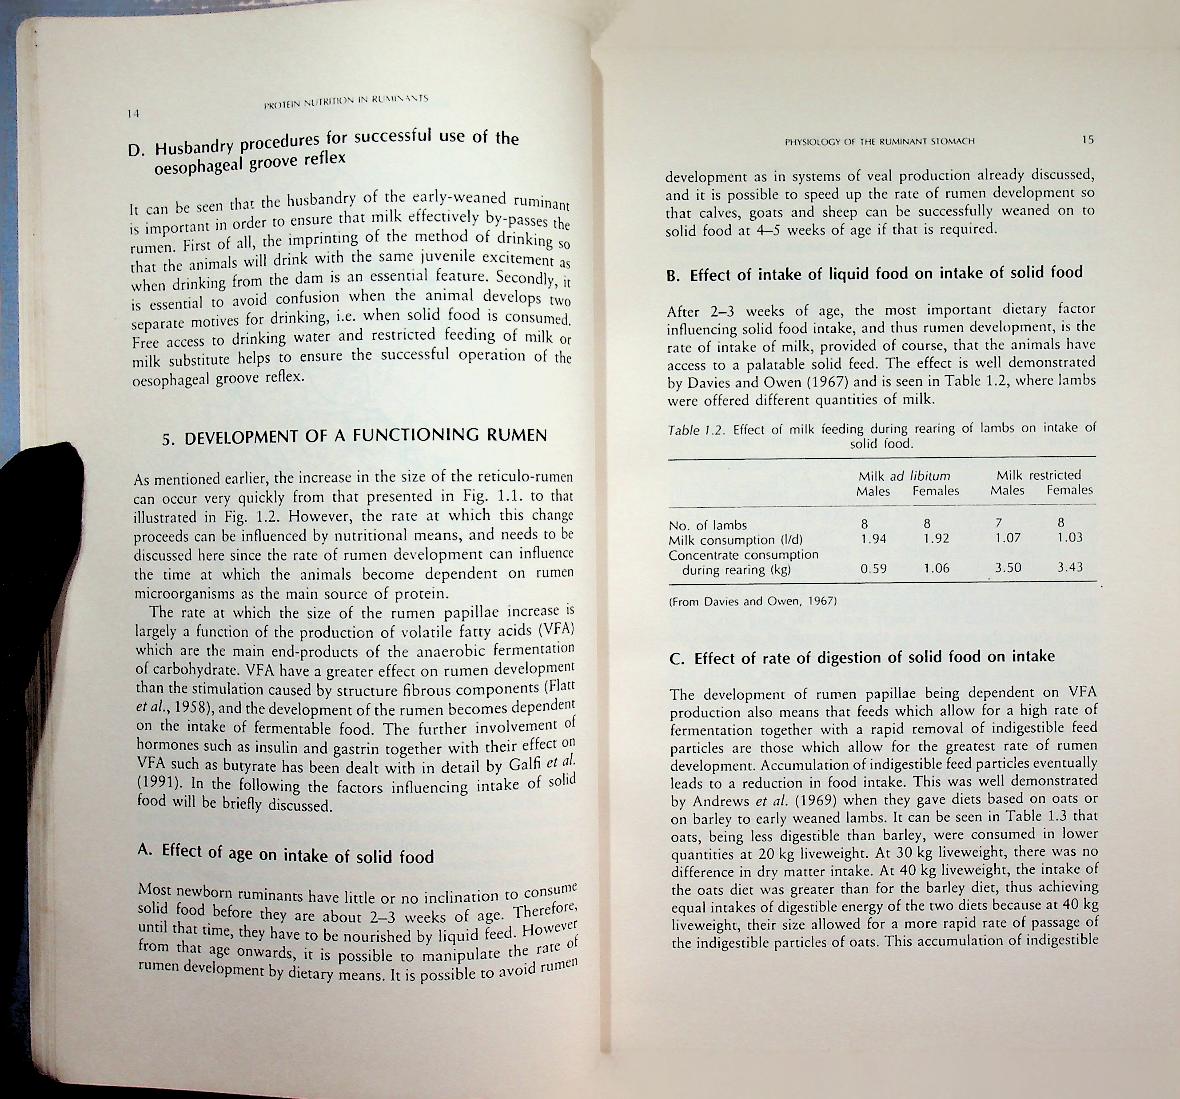 14
PROTEIN NUTRITION IN RUMINANTS
D. Husbandry procedures for successful use of the
oesophageal groove reflex
It can be seen that the husbandry of the early-weaned ruminant
is important in order to ensure that milk effectively by-passes the
rumen. First of all, the imprinting of the method of drinking so
that the animals will drink with the same juvenile excitement as
when drinking from the dam is an essential feature. Secondly, it
is essential to avoid confusion when the animal develops two
separate motives for drinking, i.e. when solid food is consumed.
Free access to drinking water and restricted feeding of milk or
milk substitute helps to ensure the successful operation of the
oesophageal groove reflex.
5. DEVELOPMENT OF A FUNCTIONING RUMEN
As mentioned earlier, the increase in the size of the reticulo-rumen
can occur very quickly from that presented in Fig. 1.1. to that
illustrated in Fig. 1.2. However, the rate at which this change
proceeds can be influenced by nutritional means, and needs to be
discussed here since the rate of rumen development can influence
the time at which the animals become dependent on rumen
microorganisms as the main source of protein.
The rate at which the size of the rumen papillae increase is
largely a function of the production of volatile fatty acids (VFA)
which are the main end-products of the anaerobic fermentation
of carbohydrate. VFA have a greater effect on rumen development
than the stimulation caused by structure fibrous components (Flatt
et al., 1958), and the development of the rumen becomes dependent
on the intake of fermentable food. The further involvement of
hormones such as insulin and gastrin together with their effect on
VFA such as butyrate has been dealt with in detail by Galfi et al.
(1991). In the following the factors influencing intake of solid
food will be briefly discussed.
A. Effect of age on intake of solid food
Most newborn ruminants have little or no inclination to consume
solid food before they are about 2–3 weeks of age. Therefore,
until that time, they have to be nourished by liquid feed. However
from that age onwards, it is possible to manipulate the rate of
rumen development by dietary means. It is possible to avoid rumen
PHYSIOLOGY OF THE RUMINANT STOMACH
15
development as in systems of veal production already discussed,
and it is possible to speed up the rate of rumen development so
that calves, goats and sheep can be successfully weaned on to
solid food at 4–5 weeks of age if that is required.
B. Effect of intake of liquid food on intake of solid food
After 2–3 weeks of age, the most important dietary factor
influencing solid food intake, and thus rumen development, is the
rate of intake of milk, provided of course, that the animals have
access to a palatable solid feed. The effect is well demonstrated
by Davies and Owen (1967) and is seen in Table 1.2, where lambs
were offered different quantities of milk.
Table 1.2. Effect of milk feeding during rearing of lambs on intake of
solid food.
Milk ad libitum Milk restricted
Males Females Males Females
No. of lambs 8 8 7 8
Milk consumption (l/d) 1.94 1.92 1.07 1.03
Concentrate consumption
during rearing (kg) 0.59 1.06 3.50 3.43
(From Davies and Owen, 1967)
C. Effect of rate of digestion of solid food on intake
The development of rumen papillae being dependent on VFA
production also means that feeds which allow for a high rate of
fermentation together with a rapid removal of indigestible feed
particles are those which allow for the greatest rate of rumen
development. Accumulation of indigestible feed particles eventually
leads to a reduction in food intake. This was well demonstrated
by Andrews et al. (1969) when they gave diets based on oats or
on barley to early weaned lambs. It can be seen in Table 1.3 that
oats, being less digestible than barley, were consumed in lower
quantities at 20 kg liveweight. At 30 kg liveweight, there was no
difference in dry matter intake. At 40 kg liveweight, the intake of
the oats diet was greater than for the barley diet, thus achieving
equal intakes of digestible energy of the two diets because at 40 kg
liveweight, their size allowed for a more rapid rate of passage of
the indigestible particles of oats. This accumulation of indigestible